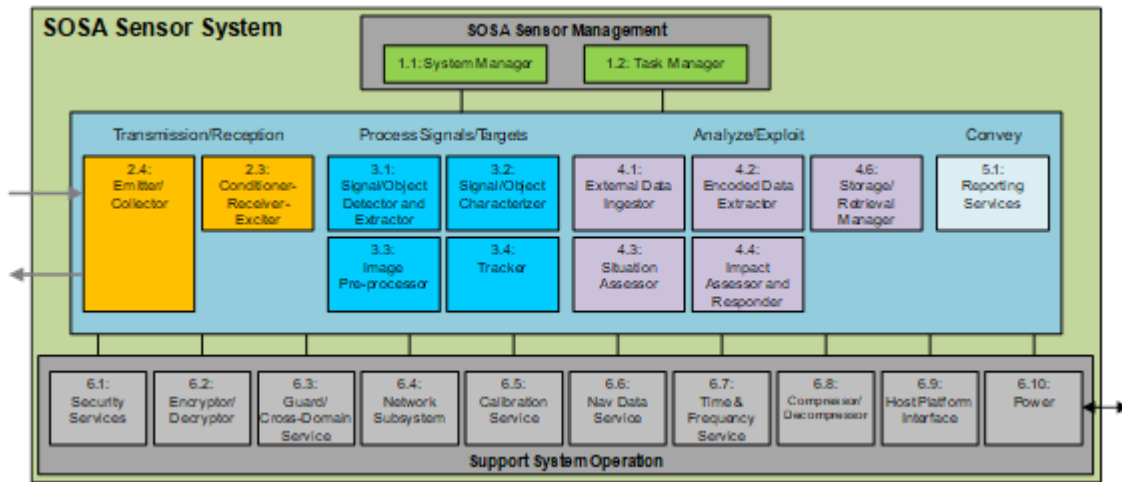 SOSA Sensor System
SOSA Sensor Management
1.1: System Manager
1.2: Task Manager
Transmission/Reception
Process Signals/Targets
Analyze/Exploit
Convey
2.4:
Emitter/
Collector
2.3:
Conditioner-
Receiver-
Exciter
3.1:
Signal/Object
Detector and
Extractor
3.2:
Signal/Object
Characterizer
4.1:
External Data
Ingestor
4.2:
Encoded Data
Extractor
4.6:
Storage/
Retrieval
Manager
5.1:
Reporting
Services
3.3:
Image
Pre-processor
3.4:
Tracker
4.3:
Situation
Assessor
4.4:
Impact
Assessor and
Responder
6.1:
Security
Services
6.2:
Encryptor/
Decryptor
6.3:
Guard/
Cross-Domain
Service
6.4:
Network
Subsystem
6.5:
Calibration
Service
6.6:
Nav Data
Service
6.7:
Time &
Frequency
Service
6.8:
Compressor/
Decompressor
6.9:
Host Platform
Interface
6.10:
Power
Support System Operation